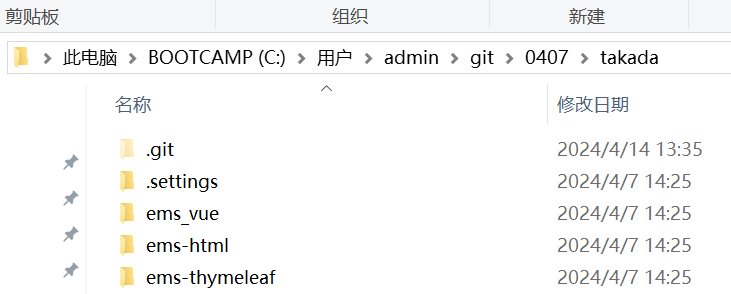 剪贴板 组织 新建
此电脑 BOOTCAMP (C:) 用户 admin git 0407 takada
名称 修改日期
.git 2024/4/14 13:35
.settings 2024/4/7 14:25
ems_vue 2024/4/7 14:25
ems-html 2024/4/7 14:25
ems-thymeleaf 2024/4/7 14:25